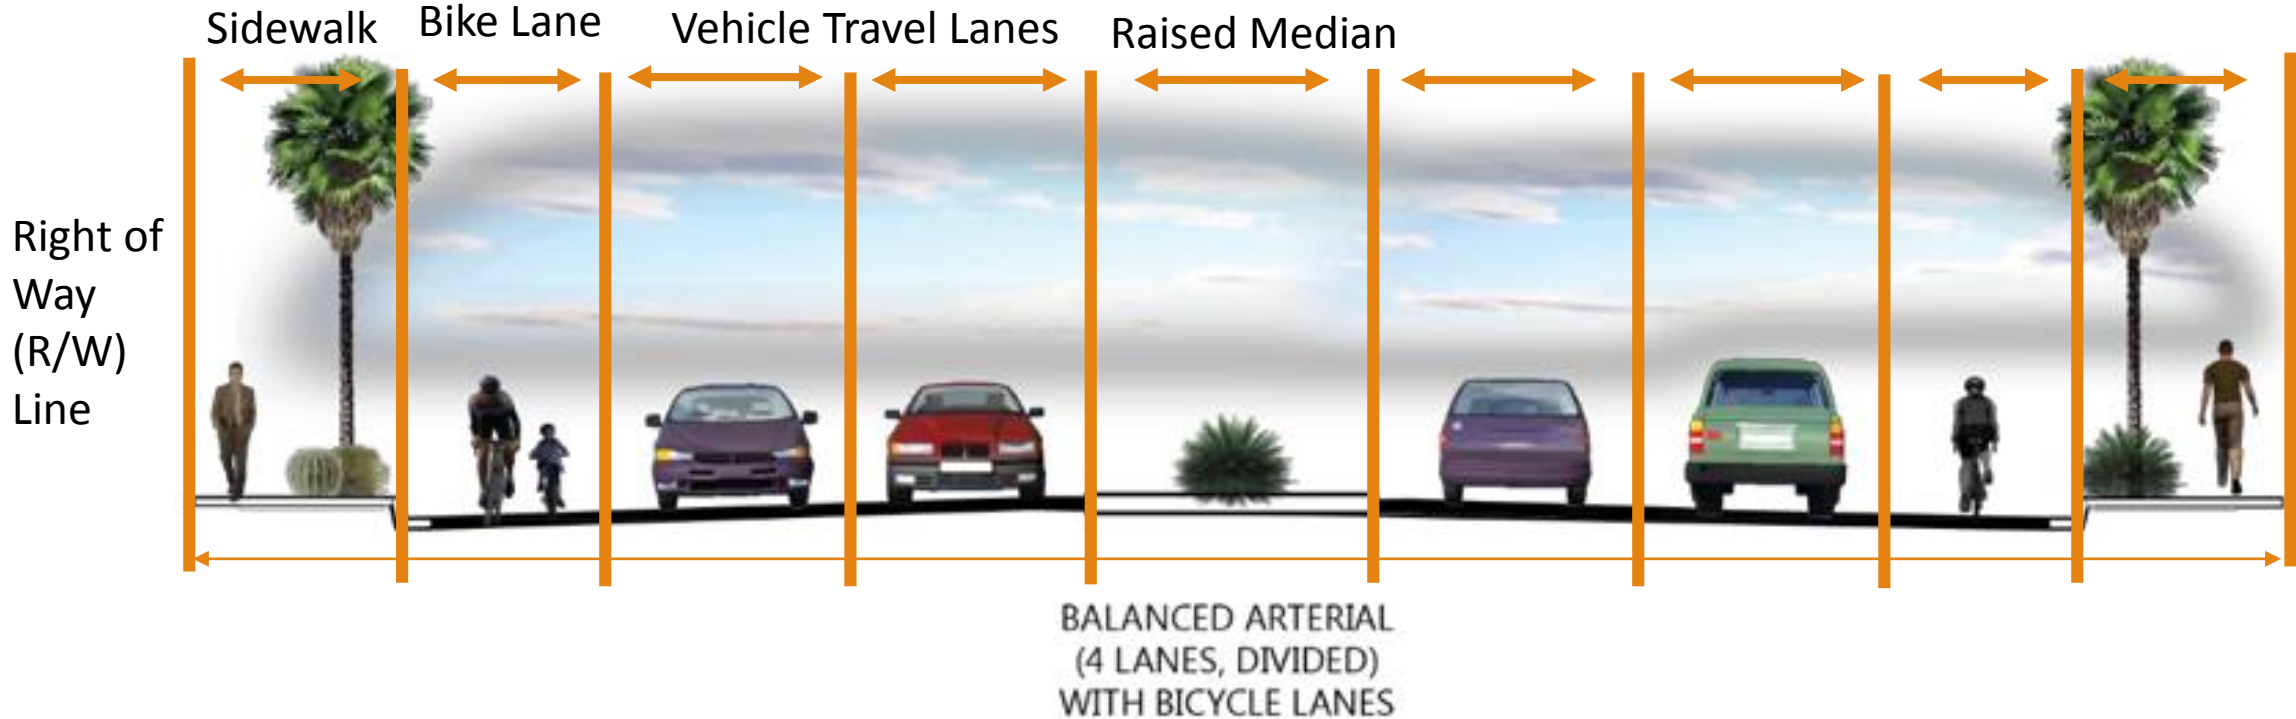 Sidewalk
Bike Lane
Vehicle Travel Lanes
Raised Median
Right of
Way
(R/W)
Line
BALANCED ARTERIAL
(4 LANES, DIVIDED)
WITH BICYCLE LANES